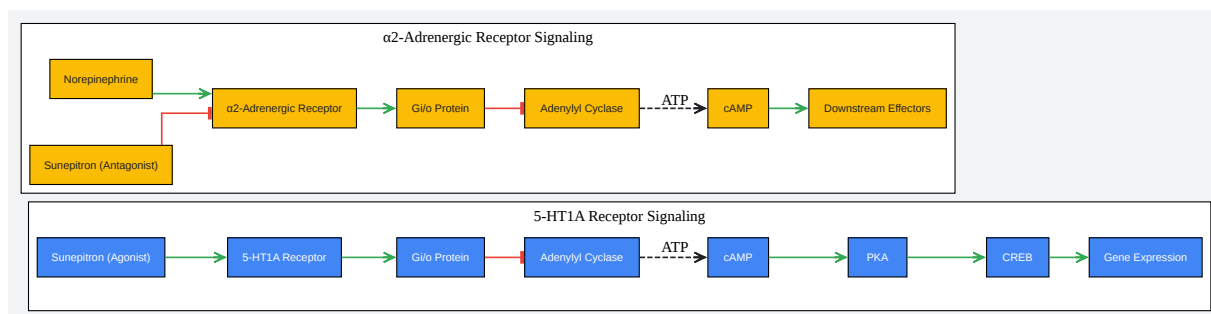 α2-Adrenergic Receptor Signaling
Norepinephrine
Sunepitron (Antagonist)
α2-Adrenergic Receptor
Gi/o Protein
Adenylyl Cyclase
ATP
cAMP
Downstream Effectors
5-HT1A Receptor Signaling
Sunepitron (Agonist)
5-HT1A Receptor
Gi/o Protein
Adenylyl Cyclase
ATP
cAMP
PKA
CREB
Gene Expression